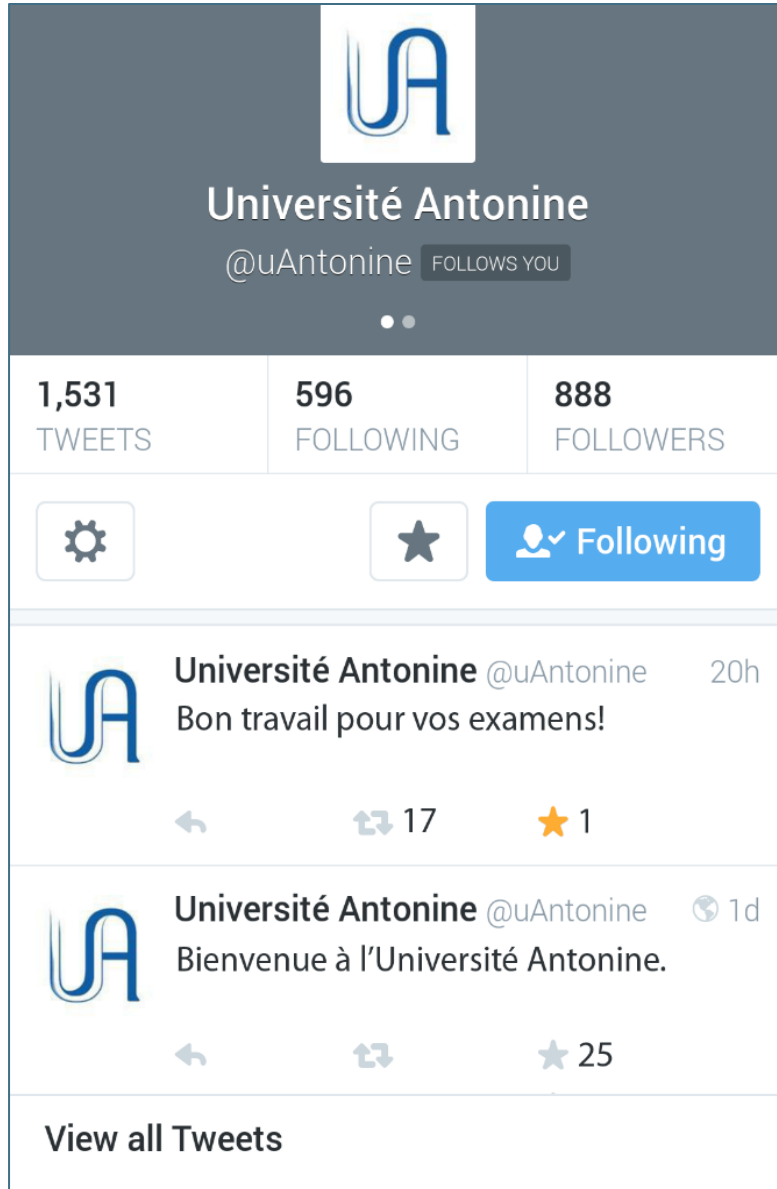 UA
Université Antonine
@uAntonine FOLLOWS YOU
1,531 596 888
TWEETS FOLLOWING FOLLOWERS
Following
UA
Université Antonine @uAntonine 20h
Bon travail pour vos examens!
17 1
UA
Université Antonine @uAntonine 1d
Bienvenue à l’Université Antonine.
25
View all Tweets